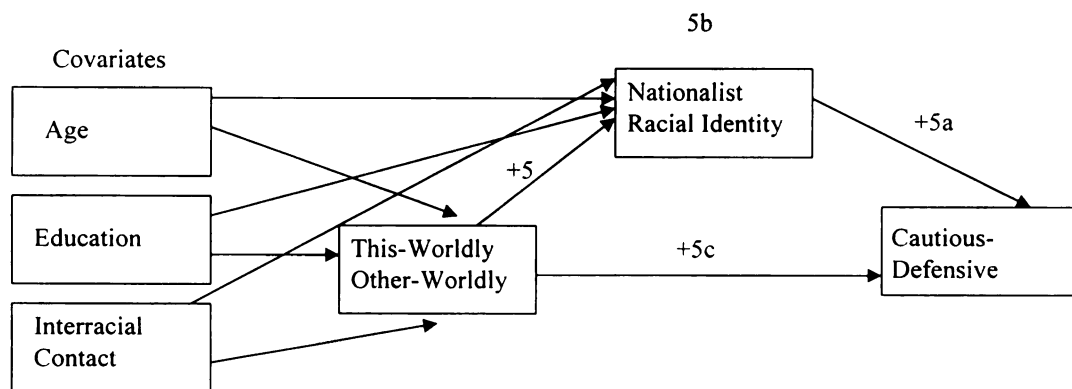 5b
Covariates
Age
Nationalist
Racial Identity
+5a
+5
Education
This-Worldly
Other-Worldly
+5c
Cautious-
Defensive
Interracial
Contact